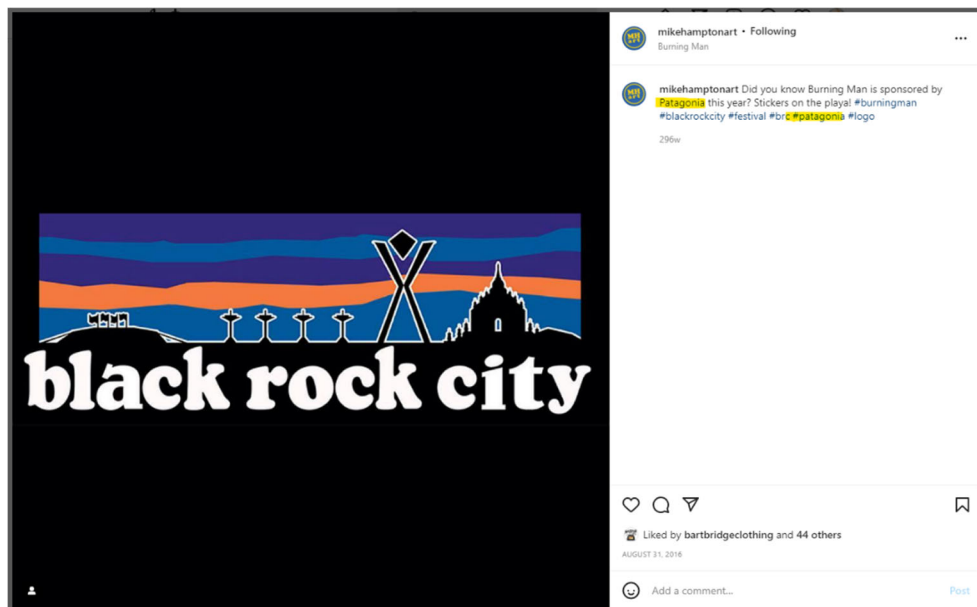 mikehamptonart • Following
Burning Man
mikehamptonart Did you know Burning Man is sponsored by
Patagonia this year? Stickers on the playa! #burningman
#blackrockcity #festival #brc #patagonia #logo
296w
black rock city
Liked by bartbridgeclothing and 44 others
AUGUST 31, 2016
Add a comment...
Post